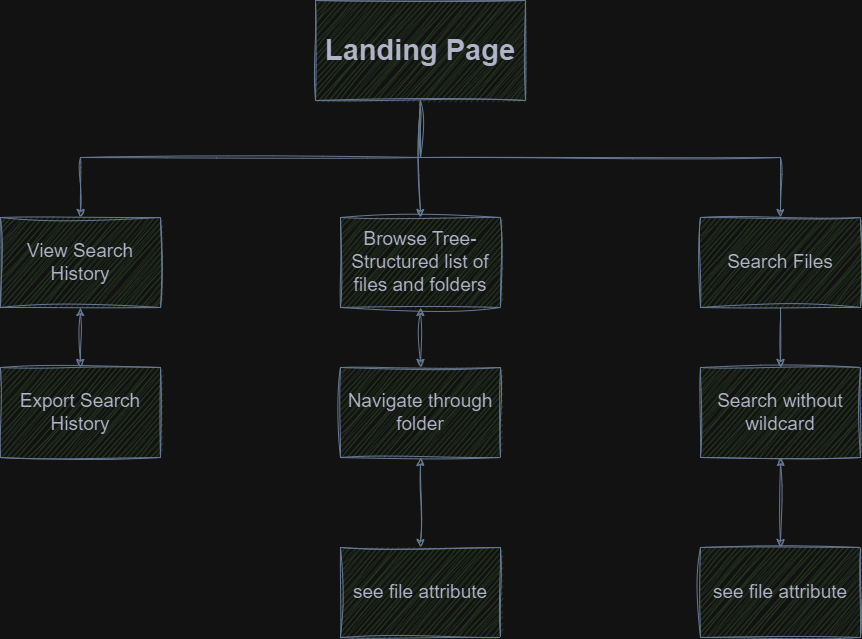 Landing Page
View Search
History
Browse Tree-
Structured list of
files and folders
Search Files
Export Search
History
Navigate through
folder
Search without
wildcard
see file attribute
see file attribute